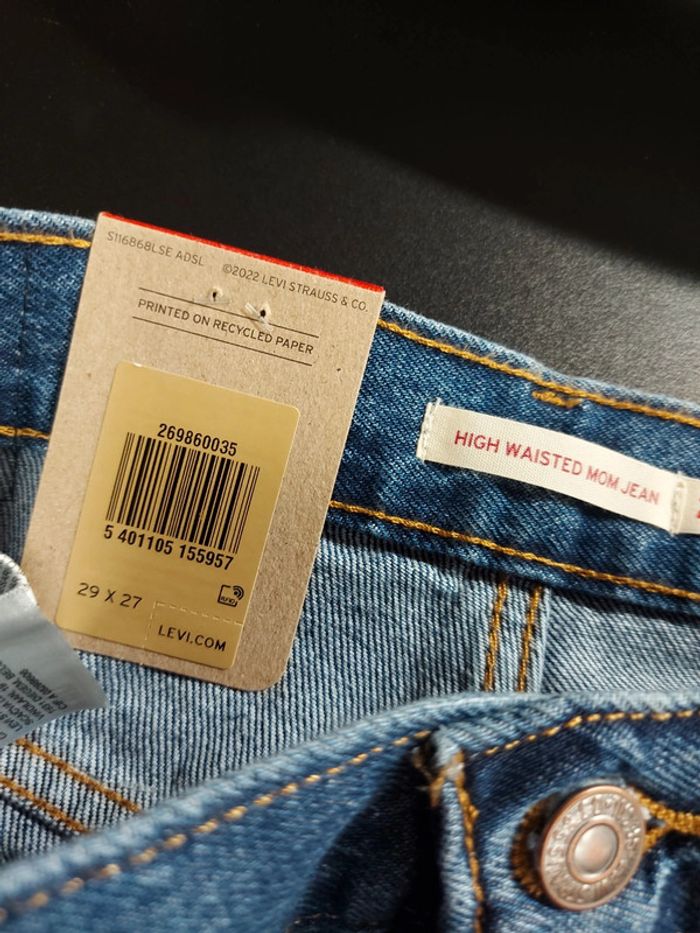 S116868LSE ADSL
©2022 LEVI STRAUSS & CO.
PRINTED ON RECYCLED PAPER
269860035
5 401105 155957
29 X 27
LEVI.COM
HIGH WAISTED MOM JEAN